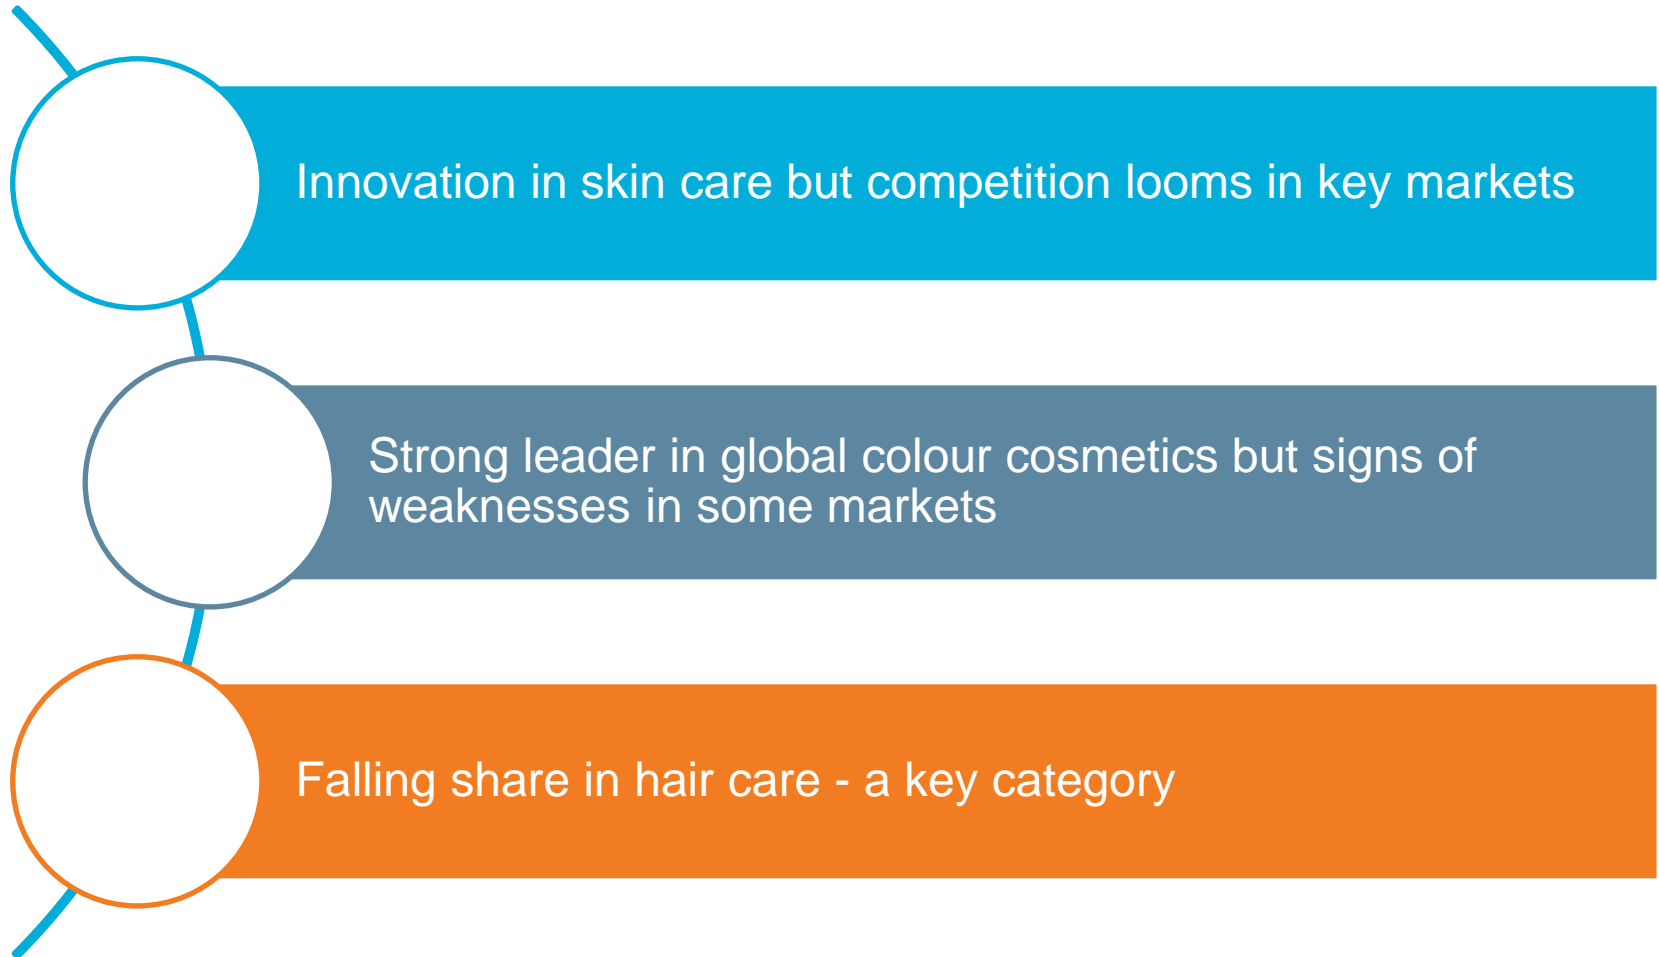 Innovation in skin care but competition looms in key markets
Strong leader in global colour cosmetics but signs of
weaknesses in some markets
Falling share in hair care - a key category